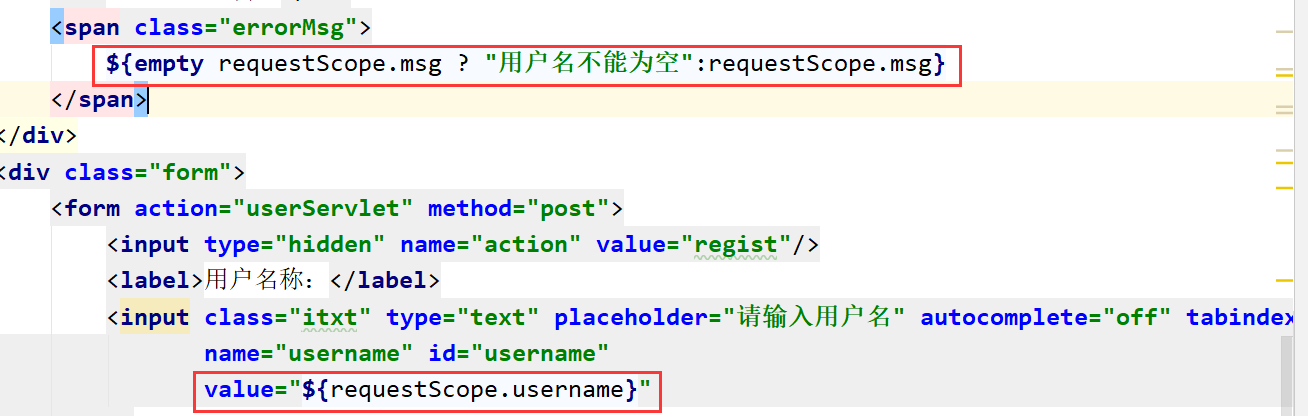 <span class="errorMsg">
${empty requestScope.msg ? "用户名不能为空":requestScope.msg}
</span>
</div>
<div class="form">
<form action="userServlet" method="post">
<input type="hidden" name="action" value="regist"/>
<label>用户名称：</label>
<input class="itxt" type="text" placeholder="请输入用户名" autocomplete="off" tabindex
name="username" id="username"
value="${requestScope.username}"